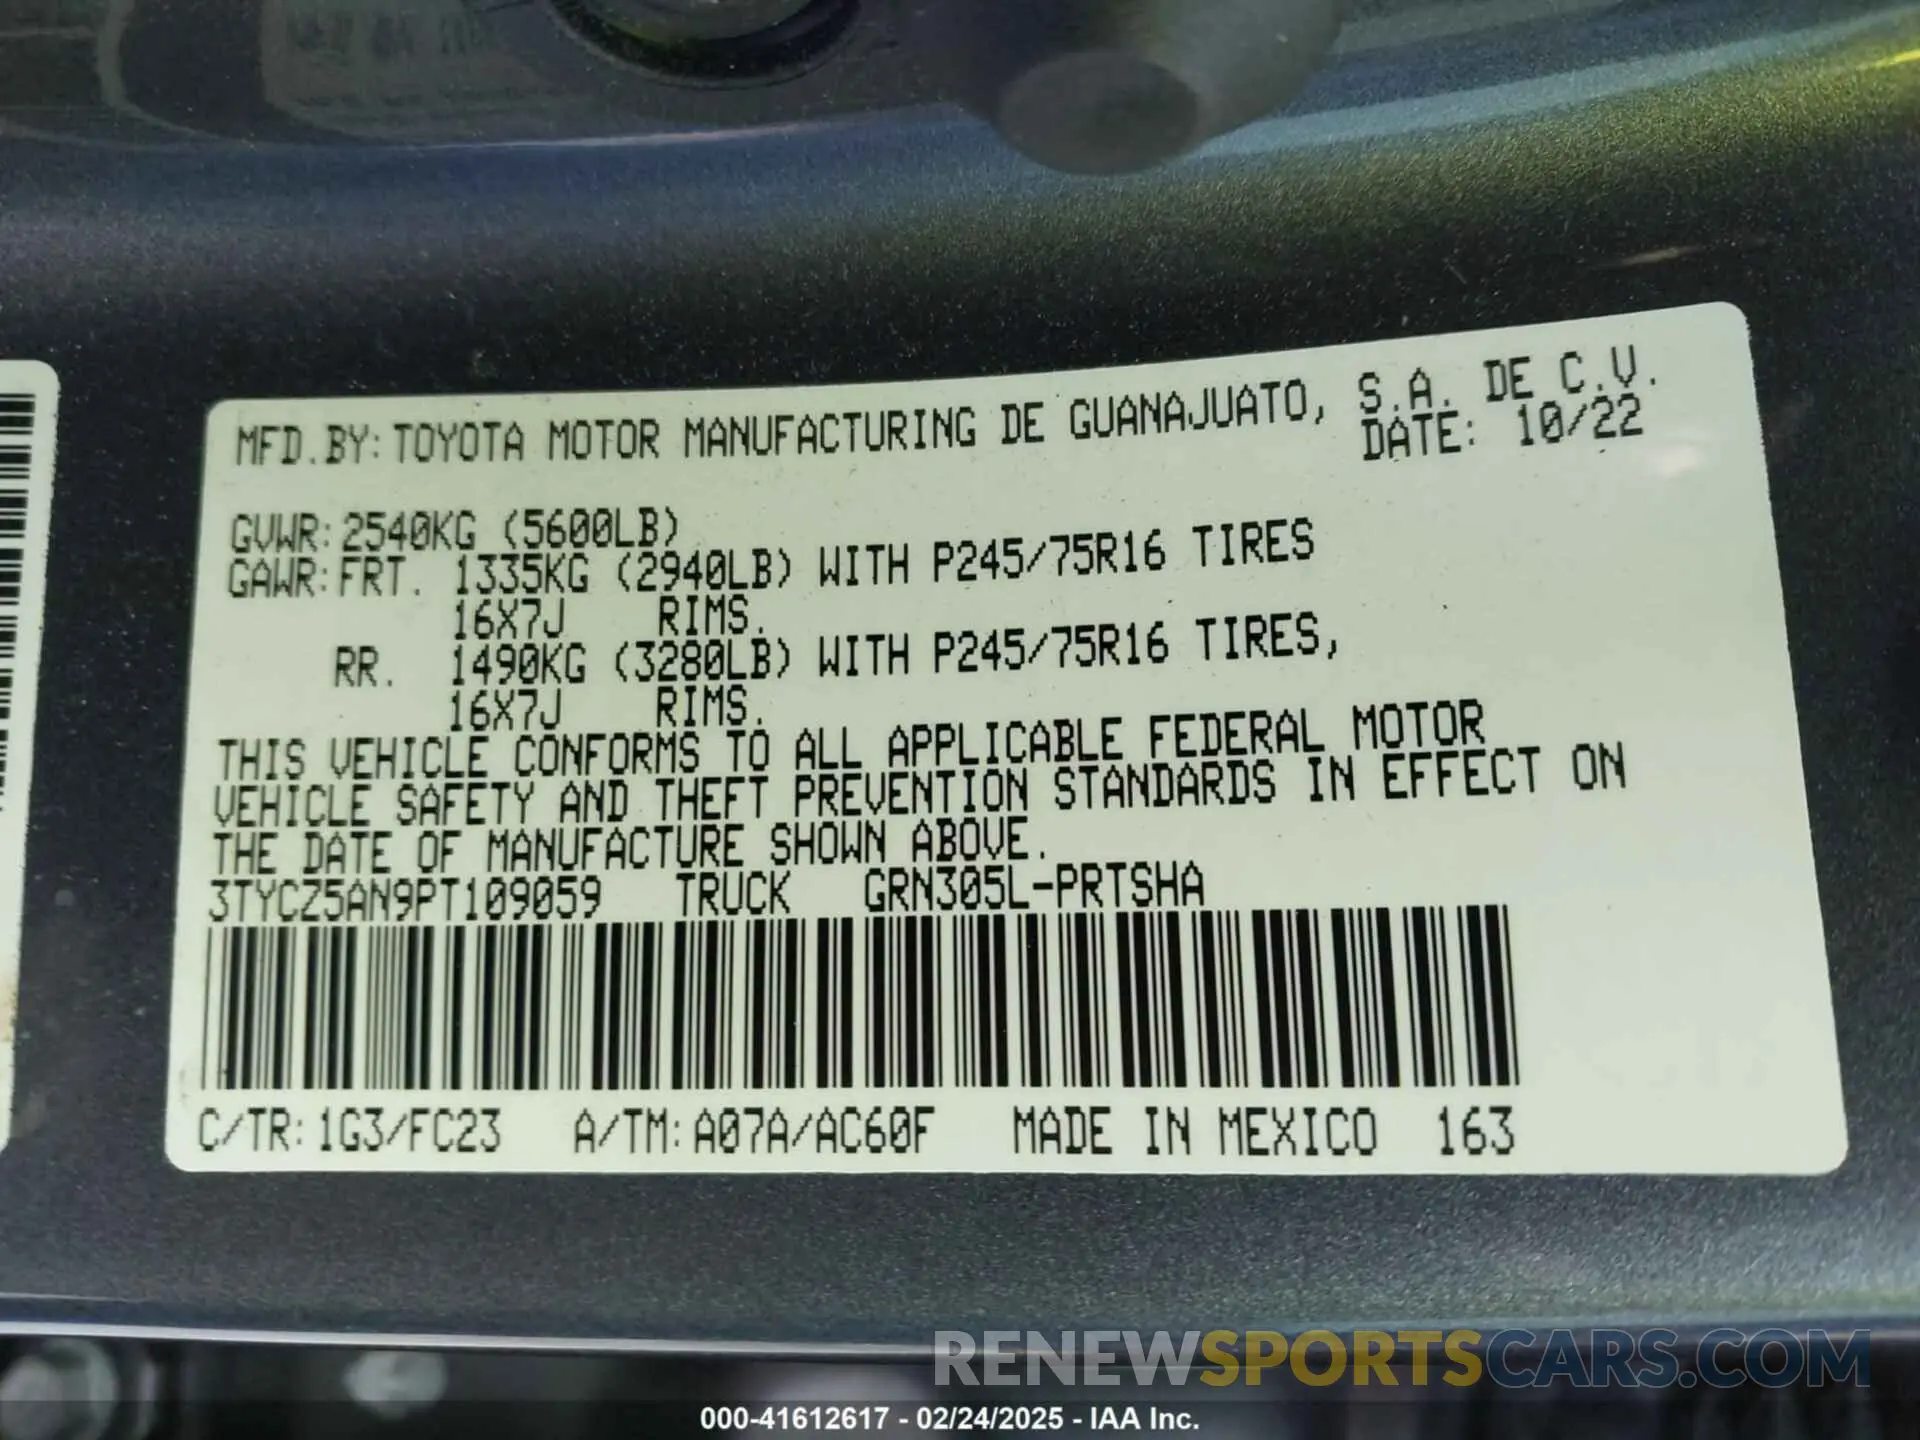 MFD.BY:TOYOTA MOTOR MANUFACTURING DE GUANAJUATO, S.A. DE C.V.
DATE: 10/22
GVWR:2540KG (5600LB)
GAWR:FRT. 1335KG (2940LB) WITH P245/75R16 TIRES
16X7J RIMS.
RR. 1490KG (3280LB) WITH P245/75R16 TIRES,
16X7J RIMS.
THIS VEHICLE CONFORMS TO ALL APPLICABLE FEDERAL MOTOR
VEHICLE SAFETY AND THEFT PREVENTION STANDARDS IN EFFECT ON
THE DATE OF MANUFACTURE SHOWN ABOVE.
3TYCZ5AN9PT109059 TRUCK GRN305L-PRTSHA
C/TR:1G3/FC23 A/TM:A07A/AC60F MADE IN MEXICO 163
RENEWSPORTSCARS.COM
000-41612617 - 02/24/2025 - IAA Inc.